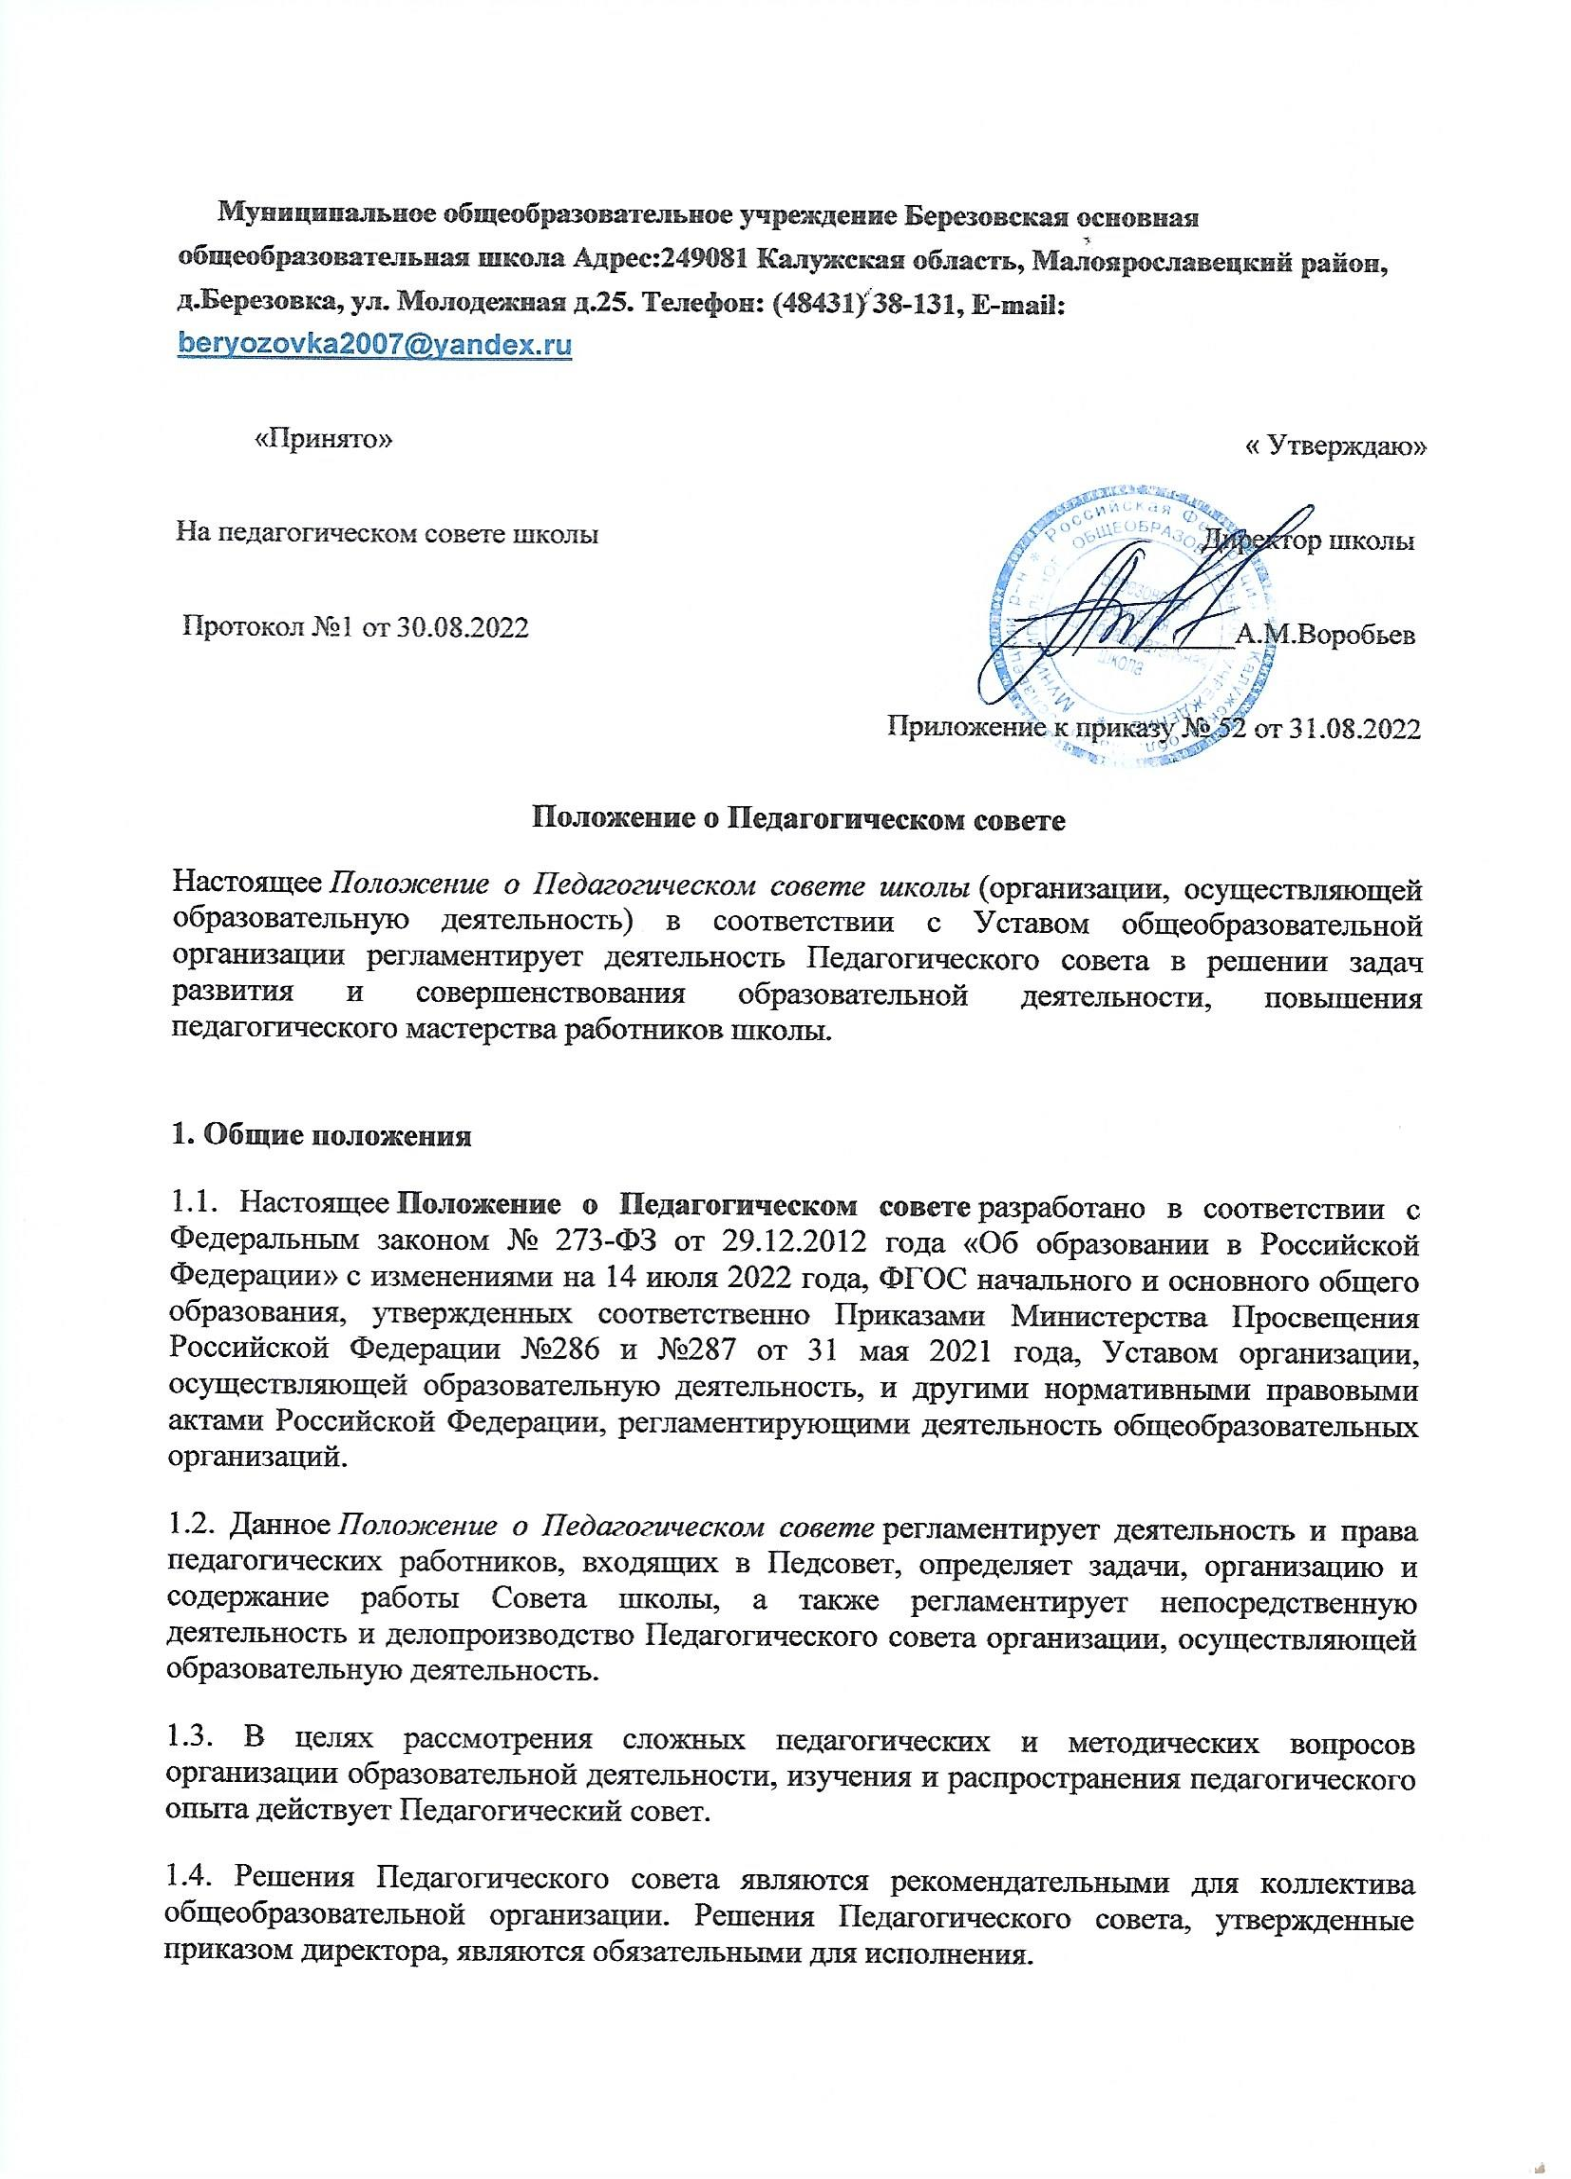 Муниципальное общеобразовательное учреждение Березовская основная
общеобразовательная школа Адрес:249081 Калужская область, Малоярославецкий район,
д.Березовка, ул. Молодежная д.25. Телефон: (48431) 38-131, E-mail:
beryozovka2007@yandex.ru
«Принято» « Утверждаю»
На педагогическом совете школы Директор школы
Протокол №1 от 30.08.2022 А.М.Воробьев
Приложение к приказу № 52 от 31.08.2022
Положение о Педагогическом совете
Настоящее Положение о Педагогическом совете школы (организации, осуществляющей
образовательную деятельность) в соответствии с Уставом общеобразовательной
организации регламентирует деятельность Педагогического совета в решении задач
развития и совершенствования образовательной деятельности, повышения
педагогического мастерства работников школы.
1. Общие положения
1.1. Настоящее Положение о Педагогическом совете разработано в соответствии с
Федеральным законом № 273-ФЗ от 29.12.2012 года «Об образовании в Российской
Федерации» с изменениями на 14 июля 2022 года, ФГОС начального и основного общего
образования, утвержденных соответственно Приказами Министерства Просвещения
Российской Федерации №286 и №287 от 31 мая 2021 года, Уставом организации,
осуществляющей образовательную деятельность, и другими нормативными правовыми
актами Российской Федерации, регламентирующими деятельность общеобразовательных
организаций.
1.2. Данное Положение о Педагогическом совете регламентирует деятельность и права
педагогических работников, входящих в Педсовет, определяет задачи, организацию и
содержание работы Совета школы, а также регламентирует непосредственную
деятельность и делопроизводство Педагогического совета организации, осуществляющей
образовательную деятельность.
1.3. В целях рассмотрения сложных педагогических и методических вопросов
организации образовательной деятельности, изучения и распространения педагогического
опыта действует Педагогический совет.
1.4. Решения Педагогического совета являются рекомендательными для коллектива
общеобразовательной организации. Решения Педагогического совета, утвержденные
приказом директора, являются обязательными для исполнения.